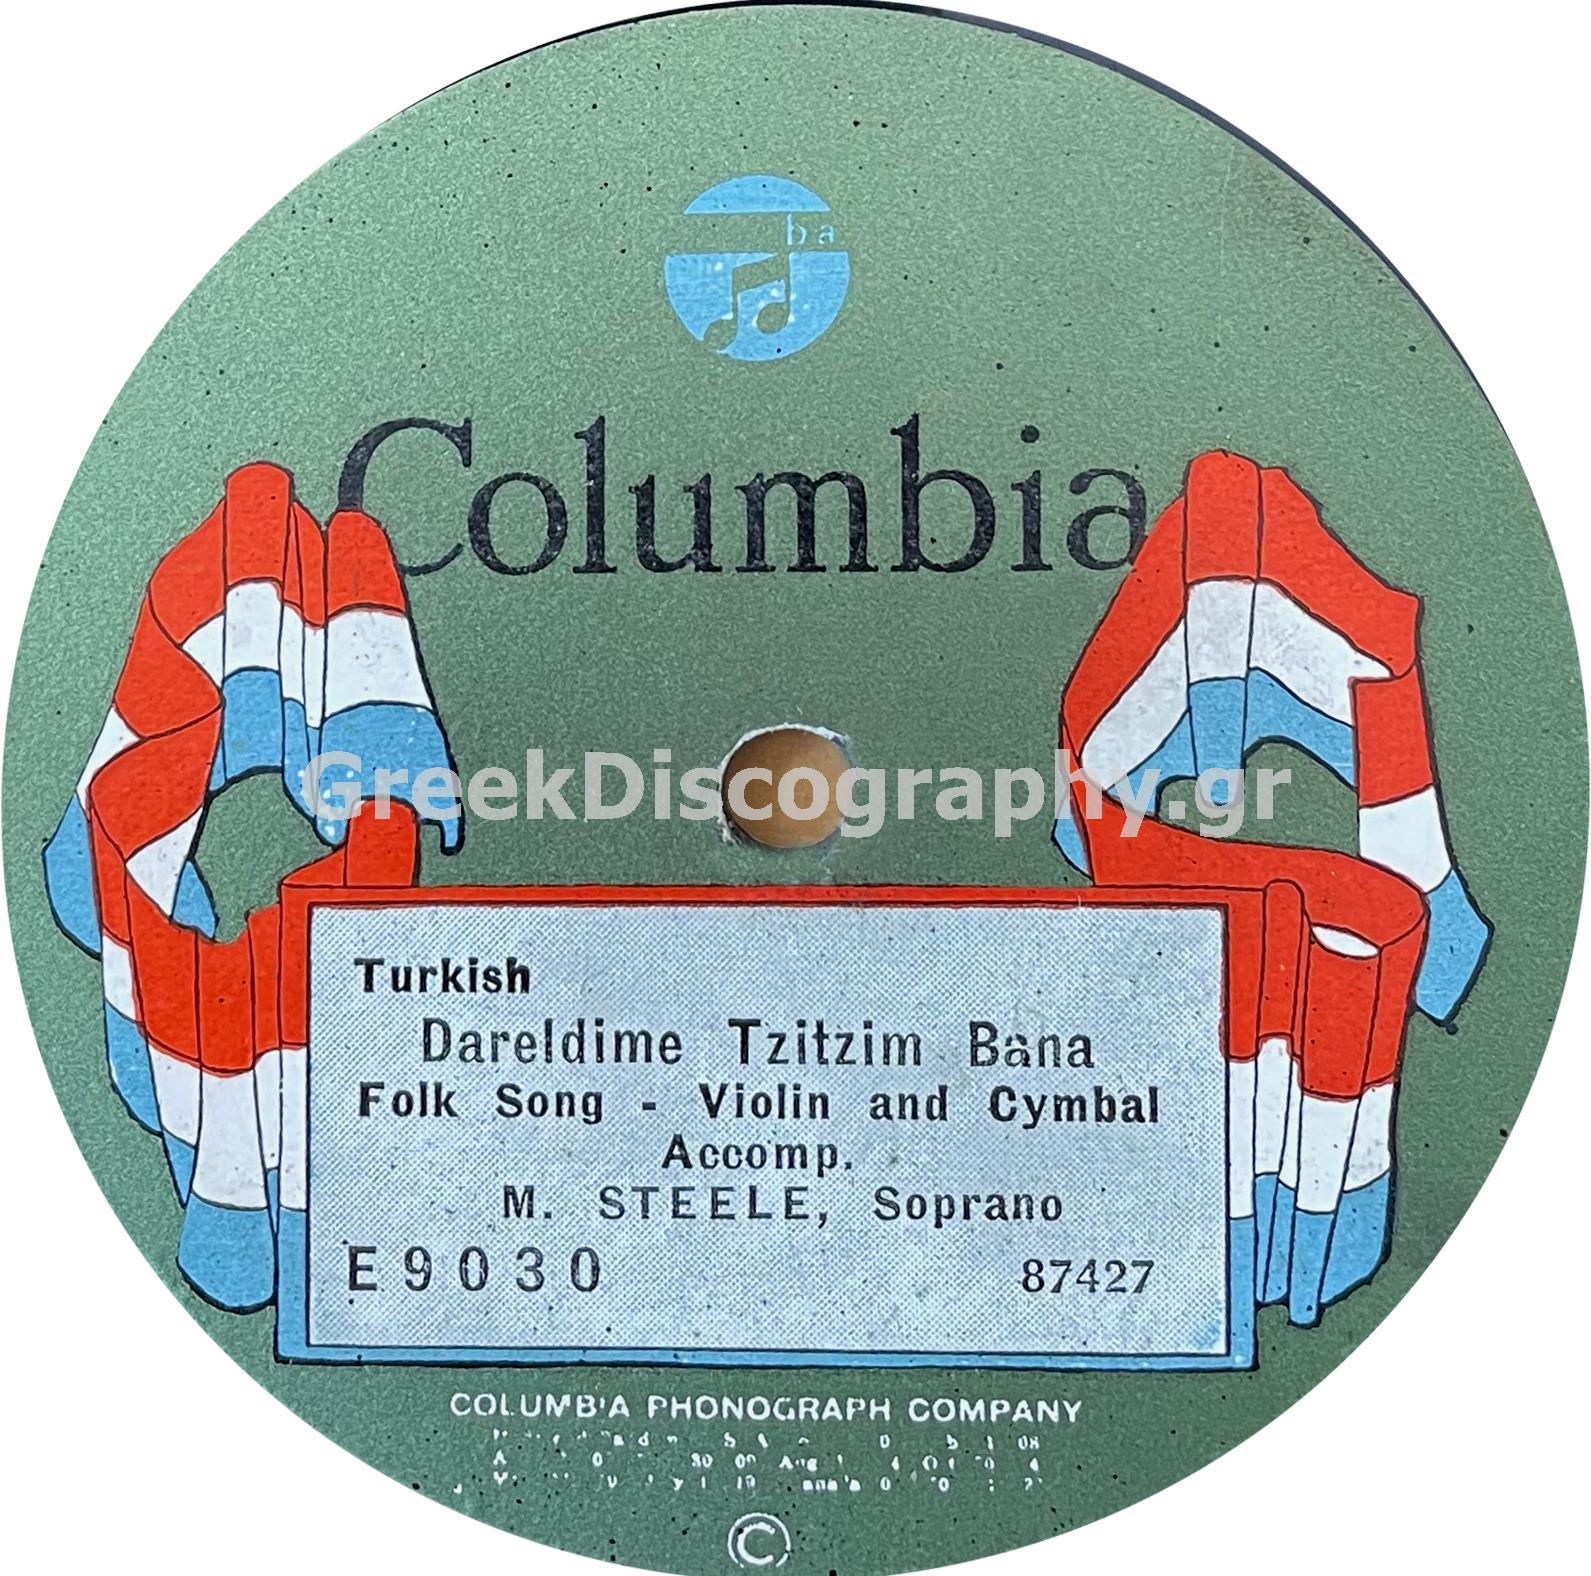 Columbia
GreekDiscography.gr
Turkish
Dareldime Tzitzim Bana
Folk Song - Violin and Cymbal
Accomp.
M. STEELE, Soprano
E9030 87427
COLUMBIA PHONOGRAPH COMPANY
©